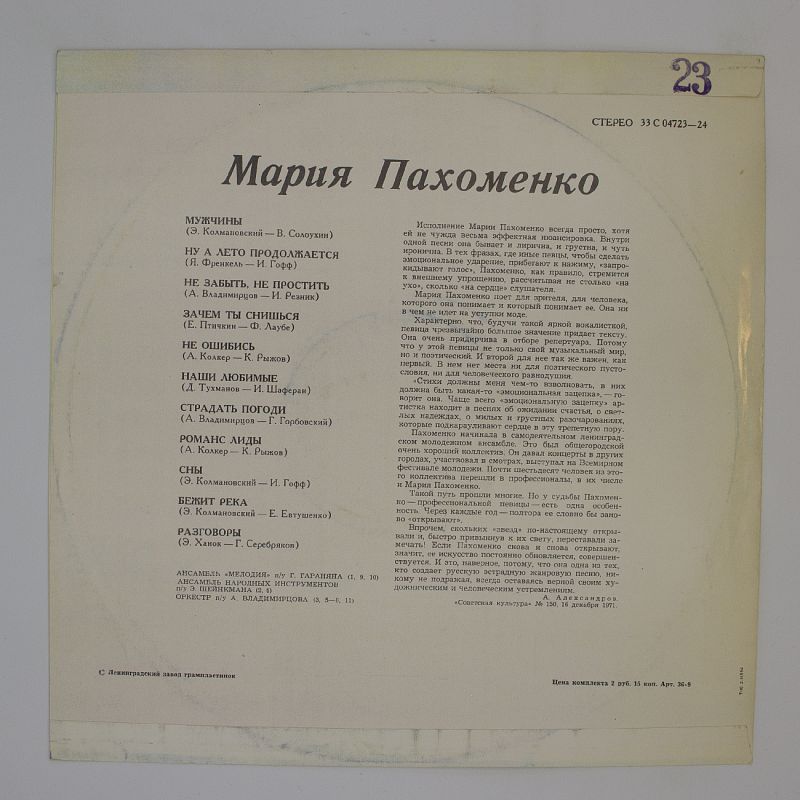 23
СТЕРЕО 33 С 04723—24
Мария Пахоменко
МУЖЧИНЫ
(Э. Колмановский — В. Солоухин)
НУ А ЛЕТО ПРОДОЛЖАЕТСЯ
(Я. Френкель — И. Гофф)
НЕ ЗАБЫТЬ, НЕ ПРОСТИТЬ
(А. Владимирцов — И. Резник)
ЗАЧЕМ ТЫ СНИШЬСЯ
(Е. Птичкин — Ф. Лаубе)
НЕ ОШИБИСЬ
(А. Колкер — К. Рыжов)
НАШИ ЛЮБИМЫЕ
(Д. Тухманов — И. Шаферан)
СТРАДАТЬ ПОГОДИ
(А. Владимирцов — Г. Горбовский)
РОМАНС ЛИДЫ
(А. Колкер — К. Рыжов)
СНЫ
(Э. Колмановский — И. Гофф)
БЕЖИТ РЕКА
(Э. Колмановский — Е. Евтушенко)
РАЗГОВОРЫ
(Э. Ханок — Г. Серебряков)
АНСАМБЛЬ «МЕЛОДИЯ» п/у Г. ГАРАНЯНА (1, 9, 10)
АНСАМБЛЬ НАРОДНЫХ ИНСТРУМЕНТОВ
п/у Э. ШЕЙНКМАНА (2, 4)
ОРКЕСТР п/у А. ВЛАДИМИРЦОВА (3, 5—8, 11)
Исполнение Марии Пахоменко всегда просто, хотя
ей не чужда весьма эффектная нюансировка. Внутри
одной песни она бывает и лирична, и грустна, и чуть
иронична. В тех фразах, где иные певцы, чтобы сделать
эмоциональное ударение, прибегают к нажиму, «запро-
кидывают голос», Пахоменко, как правило, стремится
к внешнему упрощению, рассчитывая не столько «на
ухо», сколько «на сердце» слушателя.
Мария Пахоменко поет для зрителя, для человека,
которого она понимает и который понимает ее. Она ни
в чем не идет на уступки моде.
Характерно, что, будучи такой яркой вокалисткой,
певица чрезвычайно большое значение придает тексту.
Она очень придирчива в отборе репертуара. Потому
что у этой певицы не только свой музыкальный мир,
но и поэтический. И второй для нее так же важен, как
первый. В нем нет места ни для поэтического пусто-
словия, ни для человеческого равнодушия.
«Стихи должны меня чем-то взволновать, в них
должна быть какая-то «эмоциональная зацепка»,— го-
ворит она. Чаще всего «эмоциональную зацепку» ар-
тистка находит в песнях об ожидании счастья, о свет-
лых надеждах, о милых и грустных разочарованиях,
которые подкарауливают сердце в эту трепетную пору.
Пахоменко начинала в самодеятельном ленинград-
ском молодежном ансамбле. Это был общегородской
очень хороший коллектив. Он давал концерты в других
городах, участвовал в смотрах, выступал на Всемирном
фестивале молодежи. Почти шестьдесят человек из это-
го коллектива перешли в профессионалы, в их числе
и Мария Пахоменко.
Такой путь прошли многие. Но у судьбы Пахомен-
ко — профессиональной певицы — есть одна особен-
ность. Через каждые год — полтора ее словно бы зано-
во «открывают».
Впрочем, скольких «звезд» по-настоящему откры-
вали и, быстро привыкнув к их свету, переставали за-
мечать! Если Пахоменко снова и снова открывают,
значит, ее искусство постоянно обновляется, совершен-
ствуется. И это, наверное, потому, что она одна из тех,
кто создает русскую эстрадную жанровую песню, ни-
кому не подражая, всегда оставаясь верной своим ху-
дожническим и человеческим устремлениям.
А. Александров.
«Советская культура» № 150, 16 декабря 1971.
С Ленинградский завод грампластинок
Цена комплекта 2 руб. 15 коп. Арт. 36-8